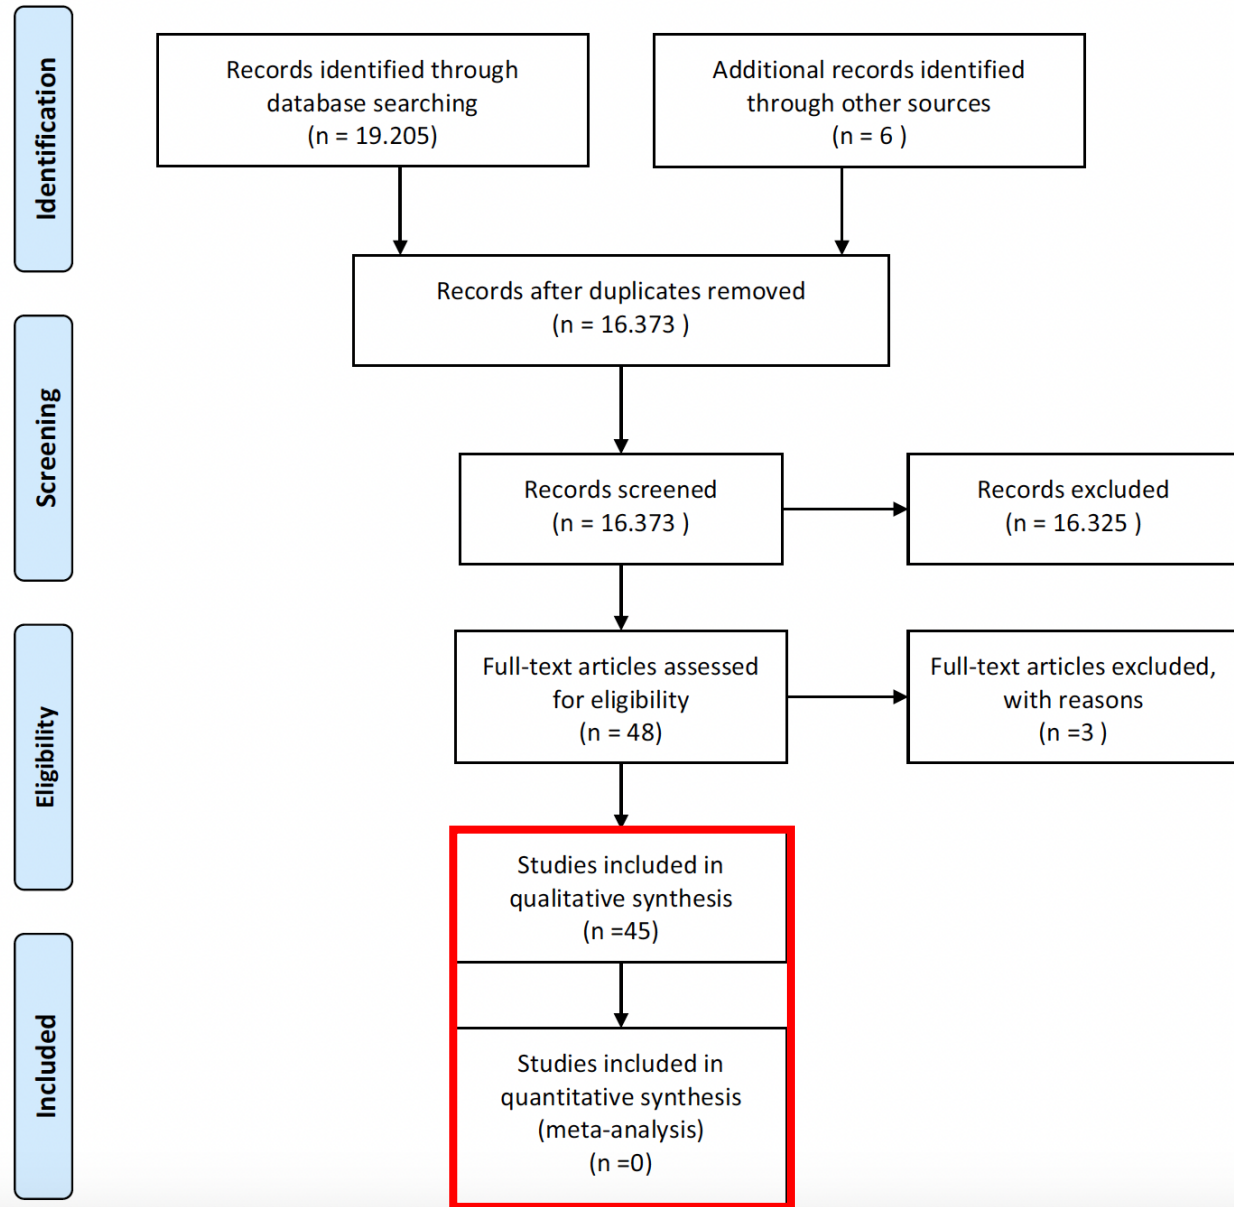 Identification
Records identified through
database searching
(n = 19.205)
Additional records identified
through other sources
(n = 6 )
Records after duplicates removed
(n = 16.373 )
Screening
Records screened
(n = 16.373 )
Records excluded
(n = 16.325 )
Eligibility
Full-text articles assessed
for eligibility
(n = 48)
Full-text articles excluded,
with reasons
(n =3 )
Included
Studies included in
qualitative synthesis
(n =45)
Studies included in
quantitative synthesis
(meta-analysis)
(n =0)